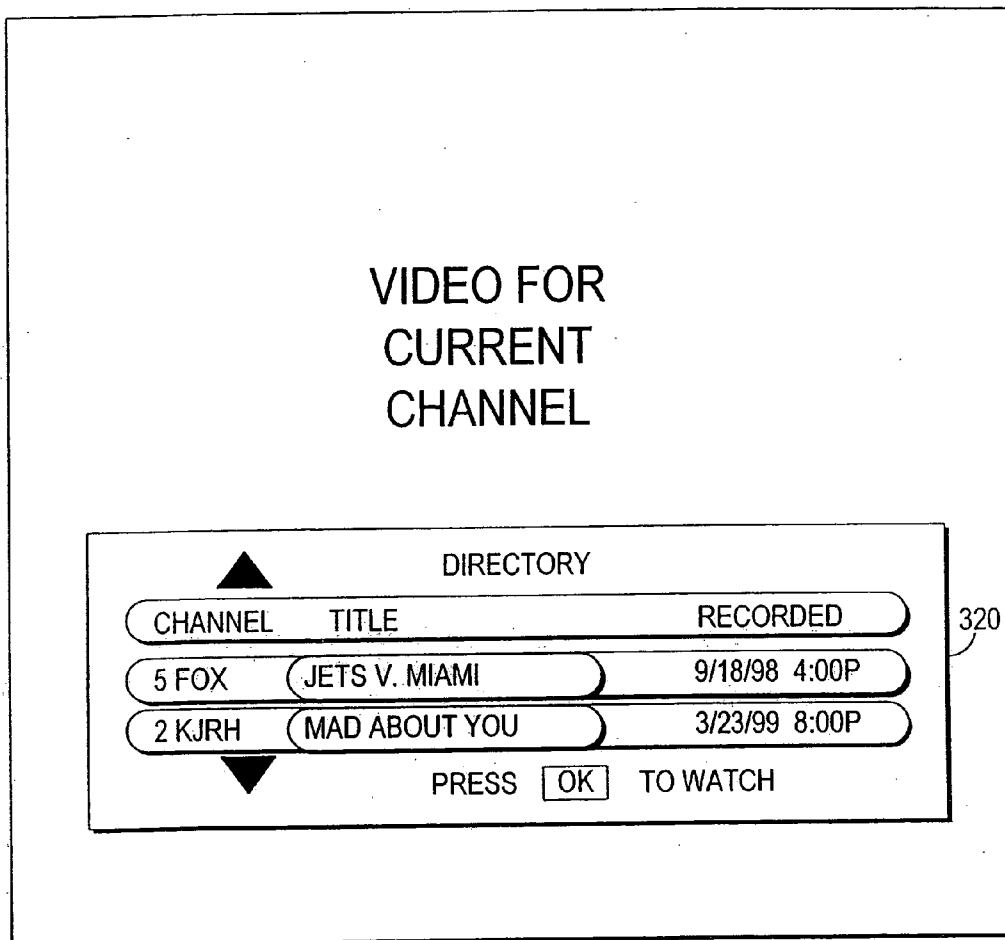 VIDEO FOR
CURRENT
CHANNEL
DIRECTORY
CHANNEL TITLE RECORDED
320
5 FOX JETS V. MIAMI 9/18/98 4:00P
2 KJRH MAD ABOUT YOU 3/23/99 8:00P
PRESS OK TO WATCH